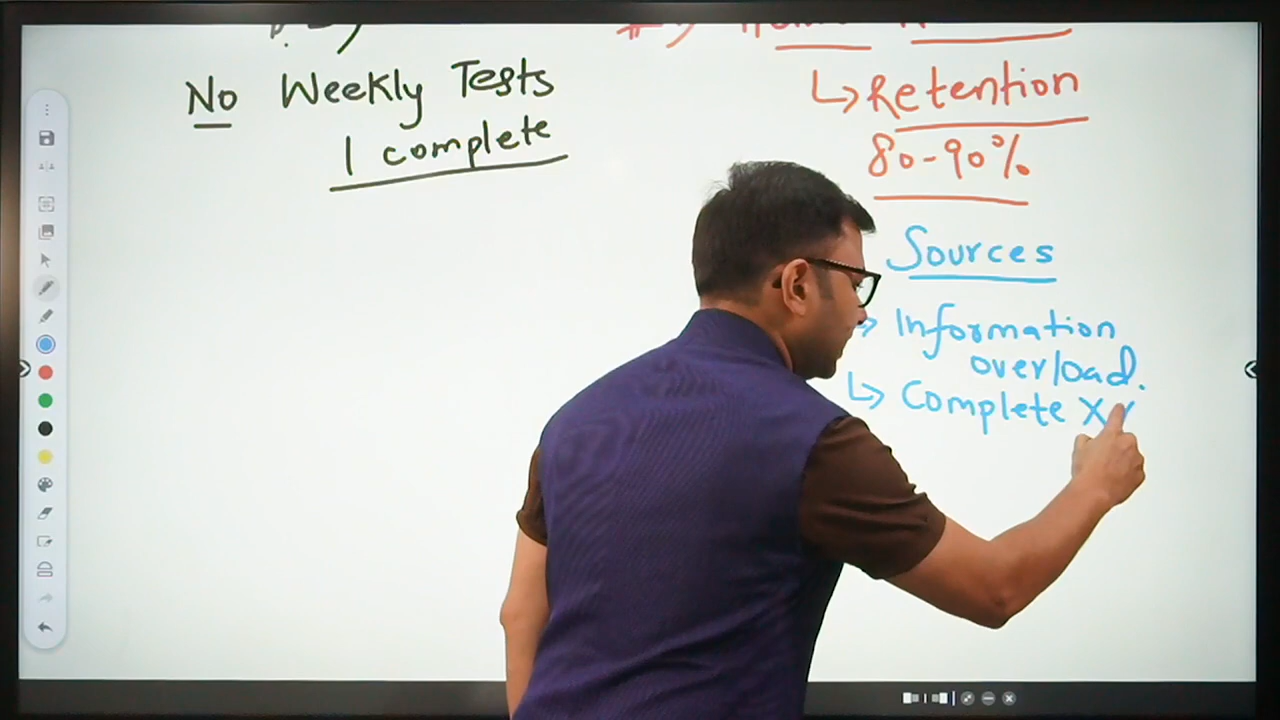 No Weekly Tests
1 complete
↳ Retention
80-90%
Sources
Information
overload.
↳ Complete X